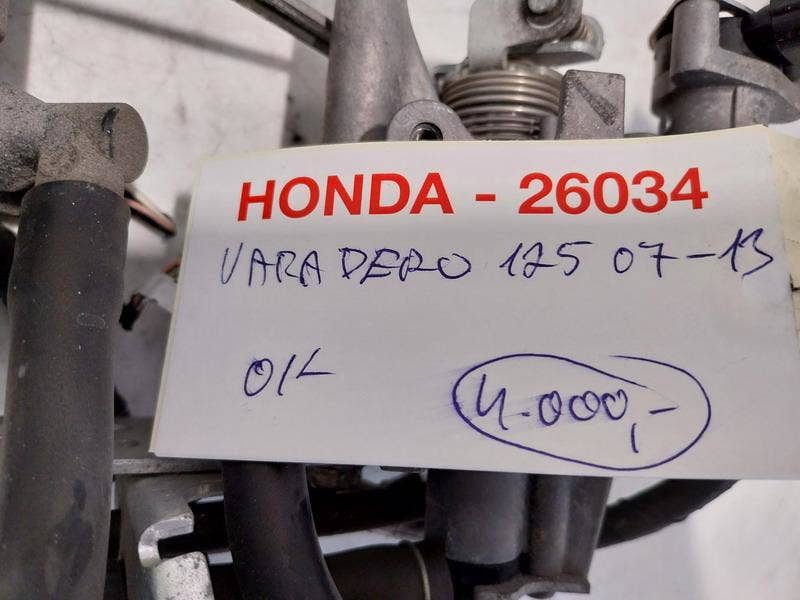 HONDA - 26034
VARADERO 125 07-13
OK
4.000,-